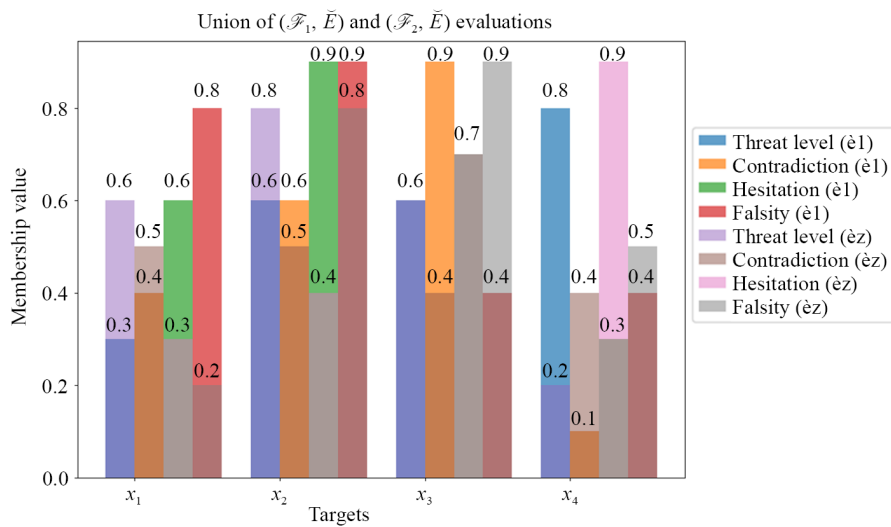 Union of (ℱ₁, Ĕ) and (ℱ₂, Ĕ) evaluations
Membership value
0.8
0.6
0.4
0.2
0.0
0.6
0.3
0.5
0.4
0.6
0.3
0.8
0.2
0.8
0.6
0.6
0.5
0.9
0.4
0.9
0.8
0.6
0.9
0.4
0.7
0.9
0.4
0.8
0.2
0.4
0.1
0.9
0.3
0.5
0.4
x₁ x₂ x₃ x₄
Targets
Threat level (è1)
Contradiction (è1)
Hesitation (è1)
Falsity (è1)
Threat level (èz)
Contradiction (èz)
Hesitation (èz)
Falsity (èz)